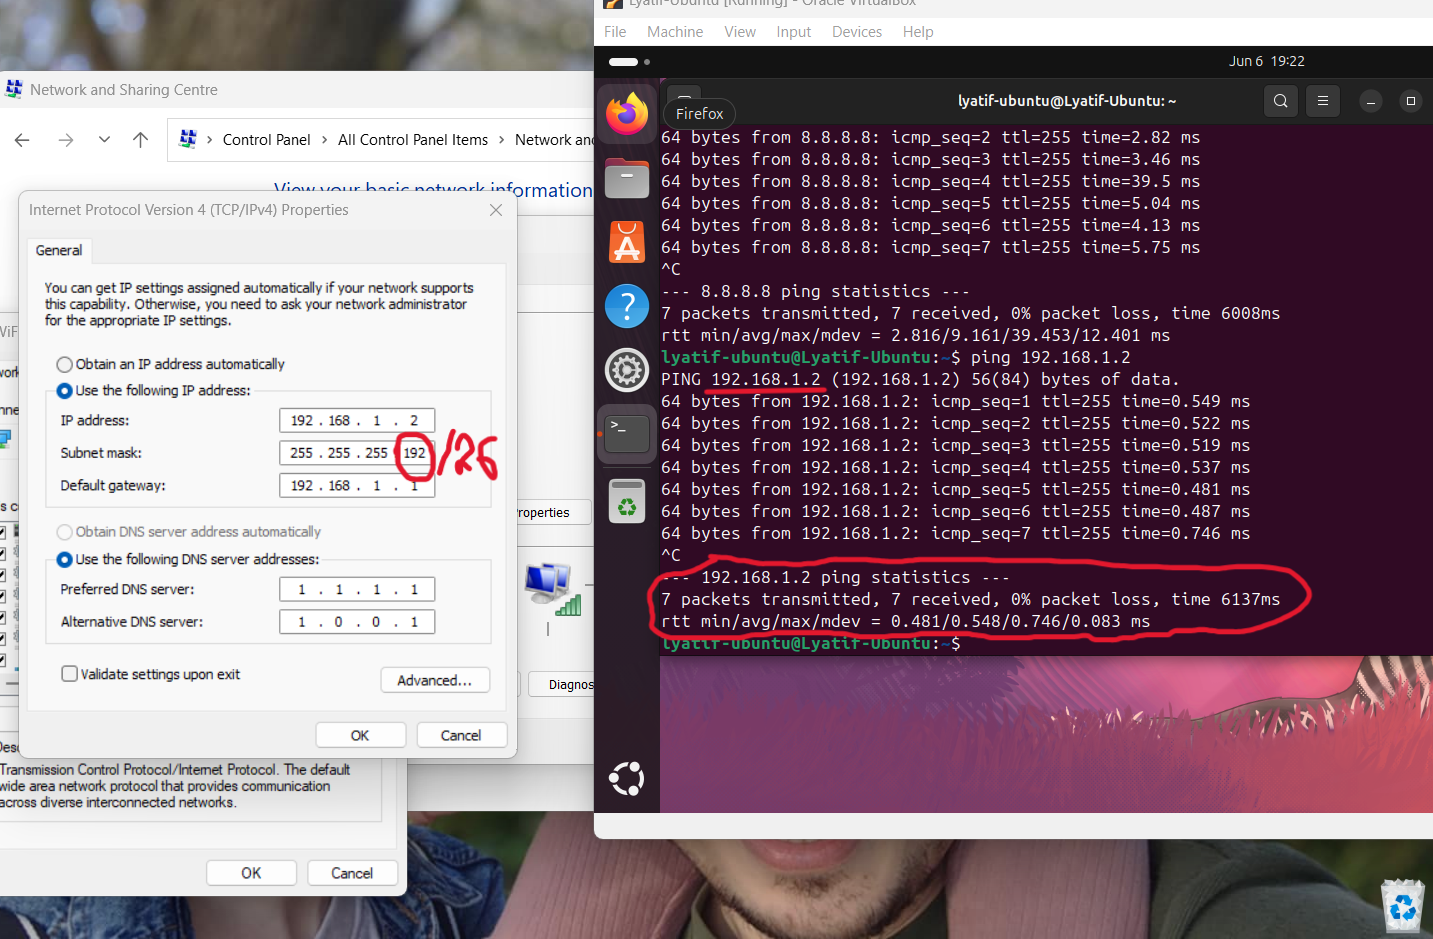 Network and Sharing Centre
Control Panel > All Control Panel Items > Network an
View your basic network information
Internet Protocol Version 4 (TCP/IPv4) Properties
General
You can get IP settings assigned automatically if your network supports
this capability. Otherwise, you need to ask your network administrator
for the appropriate IP settings.
Obtain an IP address automatically
Use the following IP address:
IP address: 192 . 168 . 1 . 2
Subnet mask: 255 . 255 . 255 192 /26
Default gateway: 192 . 168 . 1 . 1
Obtain DNS server address automatically
Use the following DNS server addresses:
Preferred DNS server: 1 . 1 . 1 . 1
Alternative DNS server: 1 . 0 . 0 . 1
Validate settings upon exit
Advanced...
OK Cancel
WiF
roperties
Diagnos
Transmission Control Protocol/Internet Protocol. The default
wide area network protocol that provides communication
across diverse interconnected networks.
OK Cancel
Lyatif-Ubuntu [Running] - Oracle VirtualBox
File Machine View Input Devices Help
Jun 6 19:22
lyatif-ubuntu@Lyatif-Ubuntu: ~
Firefox
64 bytes from 8.8.8.8: icmp_seq=2 ttl=255 time=2.82 ms
64 bytes from 8.8.8.8: icmp_seq=3 ttl=255 time=3.46 ms
64 bytes from 8.8.8.8: icmp_seq=4 ttl=255 time=39.5 ms
64 bytes from 8.8.8.8: icmp_seq=5 ttl=255 time=5.04 ms
64 bytes from 8.8.8.8: icmp_seq=6 ttl=255 time=4.13 ms
64 bytes from 8.8.8.8: icmp_seq=7 ttl=255 time=5.75 ms
^C
--- 8.8.8.8 ping statistics ---
7 packets transmitted, 7 received, 0% packet loss, time 6008ms
rtt min/avg/max/mdev = 2.816/9.161/39.453/12.401 ms
lyatif-ubuntu@Lyatif-Ubuntu:~$ ping 192.168.1.2
PING 192.168.1.2 (192.168.1.2) 56(84) bytes of data.
64 bytes from 192.168.1.2: icmp_seq=1 ttl=255 time=0.549 ms
64 bytes from 192.168.1.2: icmp_seq=2 ttl=255 time=0.522 ms
64 bytes from 192.168.1.2: icmp_seq=3 ttl=255 time=0.519 ms
64 bytes from 192.168.1.2: icmp_seq=4 ttl=255 time=0.537 ms
64 bytes from 192.168.1.2: icmp_seq=5 ttl=255 time=0.481 ms
64 bytes from 192.168.1.2: icmp_seq=6 ttl=255 time=0.487 ms
64 bytes from 192.168.1.2: icmp_seq=7 ttl=255 time=0.746 ms
^C
--- 192.168.1.2 ping statistics ---
7 packets transmitted, 7 received, 0% packet loss, time 6137ms
rtt min/avg/max/mdev = 0.481/0.548/0.746/0.083 ms
lyatif-ubuntu@Lyatif-Ubuntu:~$